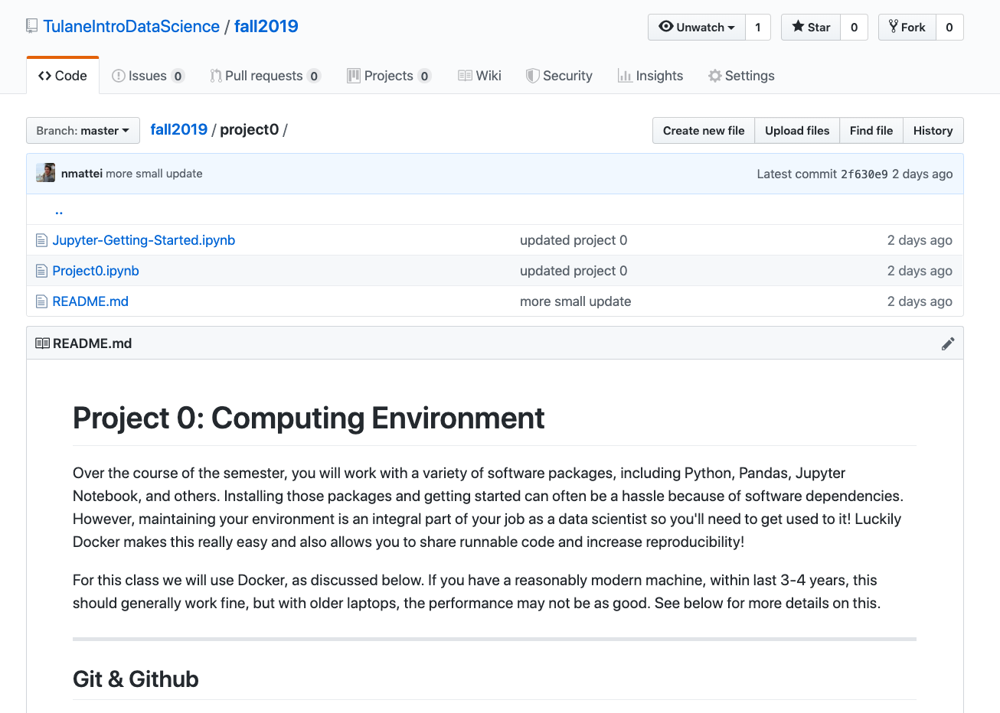 TulaneIntroDataScience / fall2019
Unwatch 1 Star 0 Fork 0
Code Issues 0 Pull requests 0 Projects 0 Wiki Security Insights Settings
Branch: master fall2019 / project0 / Create new file Upload files Find file History
nmattei more small update Latest commit 2f630e9 2 days ago
..
Jupyter-Getting-Started.ipynb updated project 0 2 days ago
Project0.ipynb updated project 0 2 days ago
README.md more small update 2 days ago
README.md
Project 0: Computing Environment
Over the course of the semester, you will work with a variety of software packages, including Python, Pandas, Jupyter
Notebook, and others. Installing those packages and getting started can often be a hassle because of software dependencies.
However, maintaining your environment is an integral part of your job as a data scientist so you'll need to get used to it! Luckily
Docker makes this really easy and also allows you to share runnable code and increase reproducibility!
For this class we will use Docker, as discussed below. If you have a reasonably modern machine, within last 3-4 years, this
should generally work fine, but with older laptops, the performance may not be as good. See below for more details on this.
Git & Github